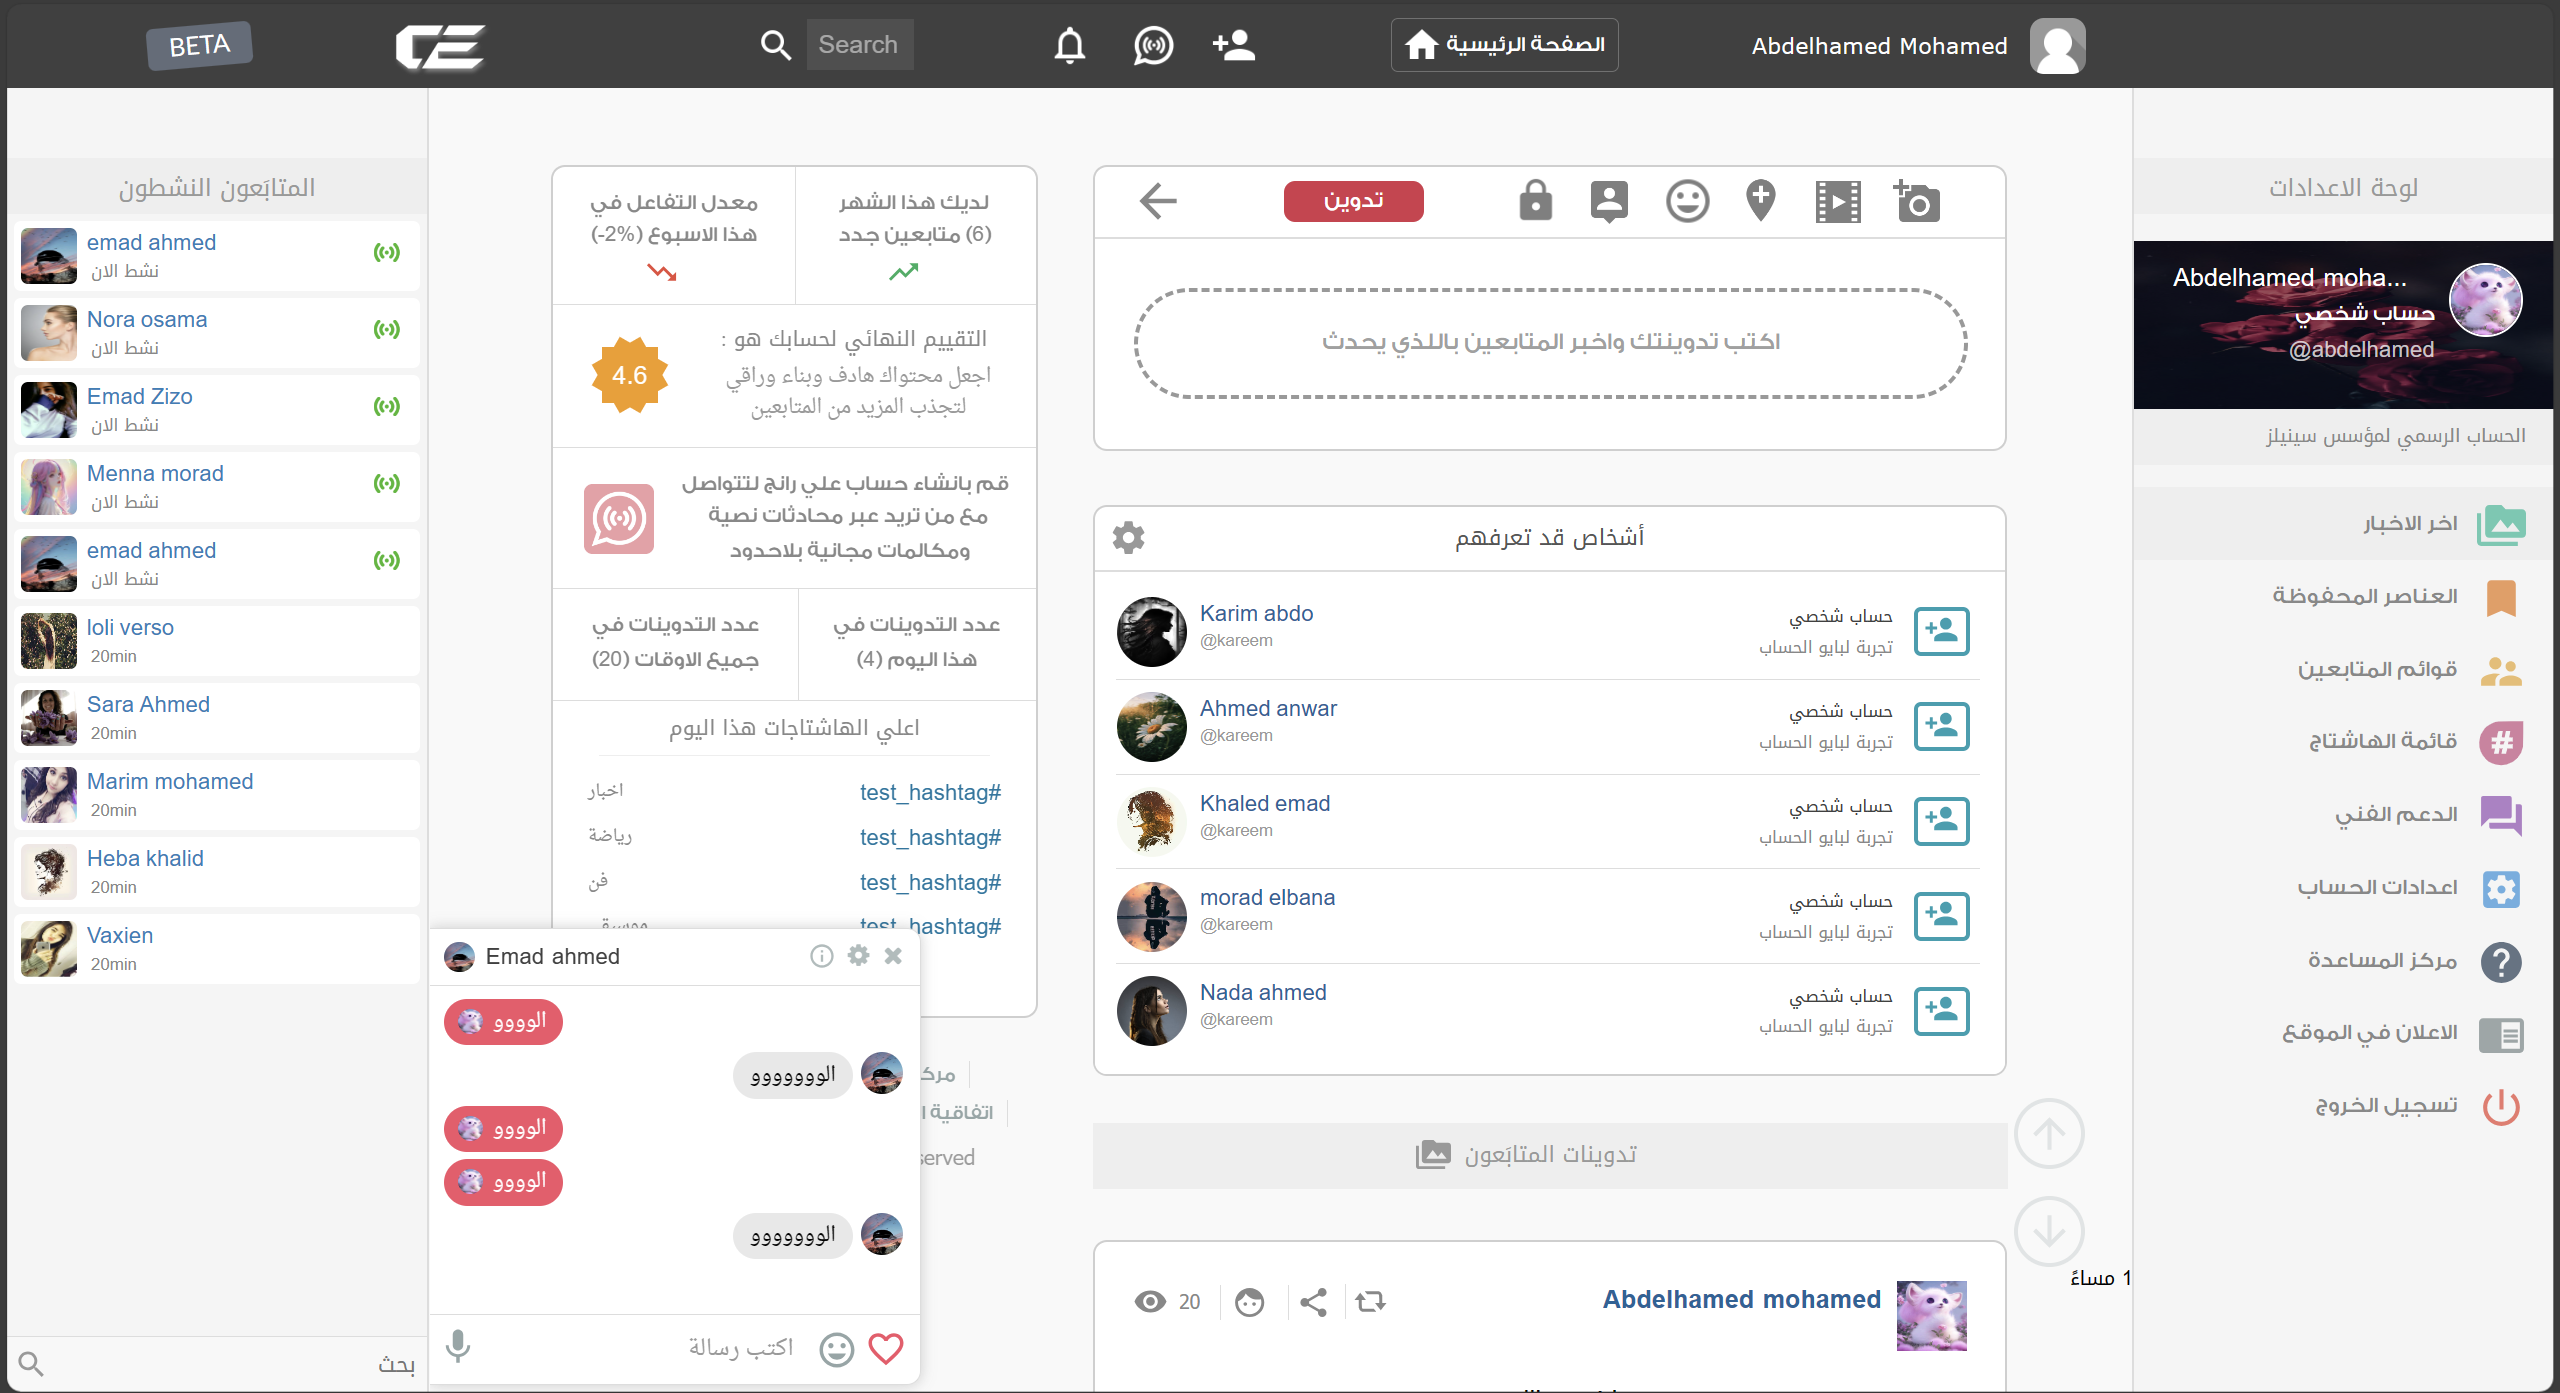 BETA
CE
Search
الصفحة الرئيسية
Abdelhamed Mohamed
لوحة الاعدادات
Abdelhamed moha...
حساب شخصي
@abdelhamed
الحساب الرسمي لمؤسس سينيلز
اخر الاخبار
العناصر المحفوظة
قوائم المتابعين
قائمة الهاشتاج
الدعم الفني
اعدادات الحساب
مركز المساعدة
الاعلان في الموقع
تسجيل الخروج
تدوين
اكتب تدوينتك واخبر المتابعين باللذي يحدث
أشخاص قد تعرفهم
Karim abdo
@kareem
حساب شخصي
تجربة لبايو الحساب
Ahmed anwar
@kareem
حساب شخصي
تجربة لبايو الحساب
Khaled emad
@kareem
حساب شخصي
تجربة لبايو الحساب
morad elbana
@kareem
حساب شخصي
تجربة لبايو الحساب
Nada ahmed
@kareem
حساب شخصي
تجربة لبايو الحساب
تدوينات المتابَعون
Abdelhamed mohamed
20
1 مساءً
لديك هذا الشهر
(6) متابعين جدد
معدل التفاعل في
هذا الاسبوع (2%-)
التقييم النهائي لحسابك هو :
اجعل محتواك هادف وبناء وراقي
لتجذب المزيد من المتابعين
4.6
قم بانشاء حساب علي رانج لتتواصل
مع من تريد عبر محادثات نصية
ومكالمات مجانية بلاحدود
عدد التدوينات في
هذا اليوم (4)
عدد التدوينات في
جميع الاوقات (20)
اعلي الهاشتاجات هذا اليوم
test_hashtag#
اخبار
test_hashtag#
رياضة
test_hashtag#
فن
test_hashtag#
اتفاقية ا
served
المتابَعون النشطون
emad ahmed
نشط الان
Nora osama
نشط الان
Emad Zizo
نشط الان
Menna morad
نشط الان
emad ahmed
نشط الان
loli verso
20min
Sara Ahmed
20min
Marim mohamed
20min
Heba khalid
20min
Vaxien
20min
بحث
Emad ahmed
الوووو
الووووووو
الوووو
الوووو
الووووووو
اكتب رسالة